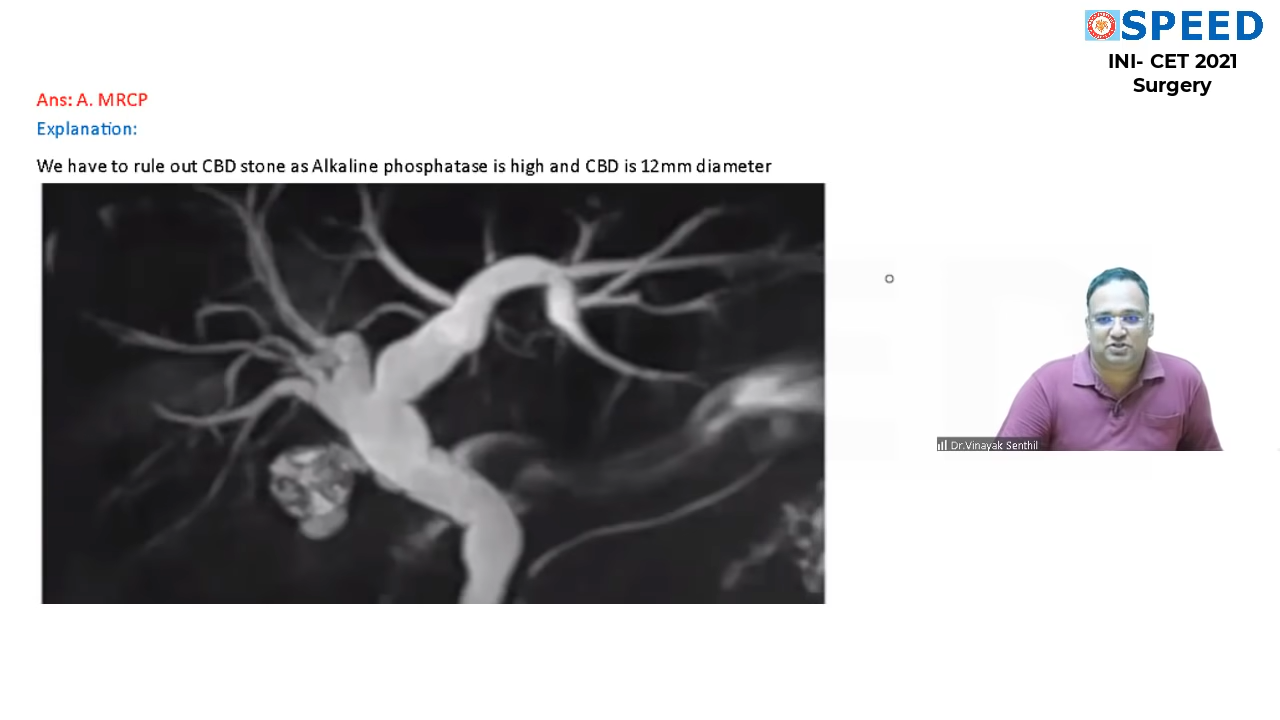 SPEED
INI- CET 2021
Surgery
Ans: A. MRCP
Explanation:
We have to rule out CBD stone as Alkaline phosphatase is high and CBD is 12mm diameter
Dr.Vinayak Senthil